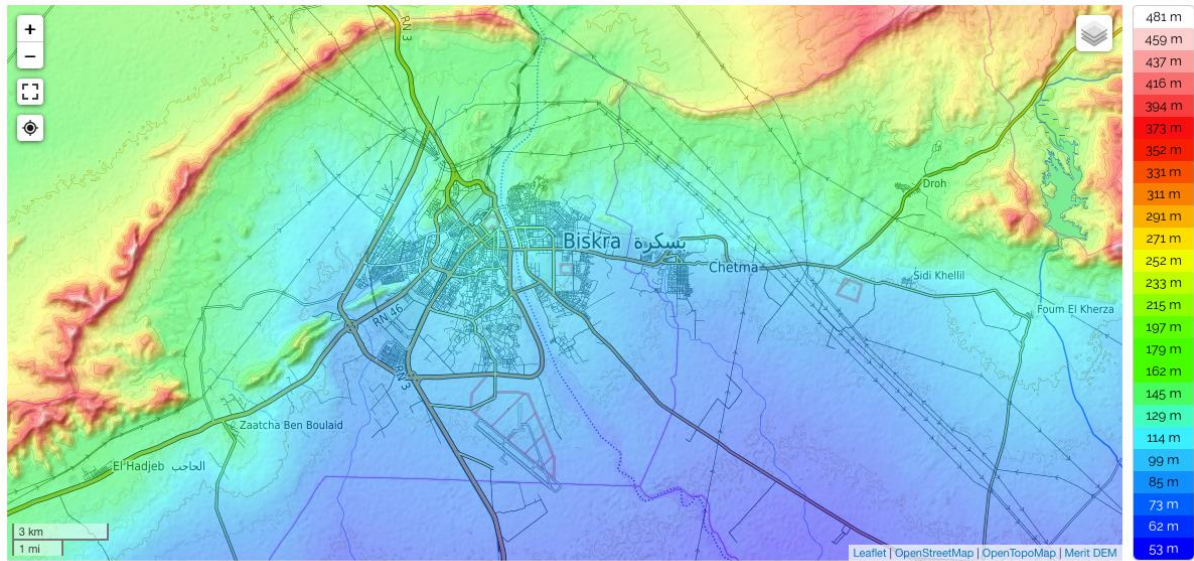 +
−
RN 3
Droh
Biskra بسكرة
Chetma
Sidi Khellil
Foum El Kherza
RN 46
RN 3
Zaatcha Ben Boulaid
El Hadjeb الحاجب
3 km
1 mi
Leaflet | OpenStreetMap | OpenTopoMap | Merit DEM
481 m
459 m
437 m
416 m
394 m
373 m
352 m
331 m
311 m
291 m
271 m
252 m
233 m
215 m
197 m
179 m
162 m
145 m
129 m
114 m
99 m
85 m
73 m
62 m
53 m